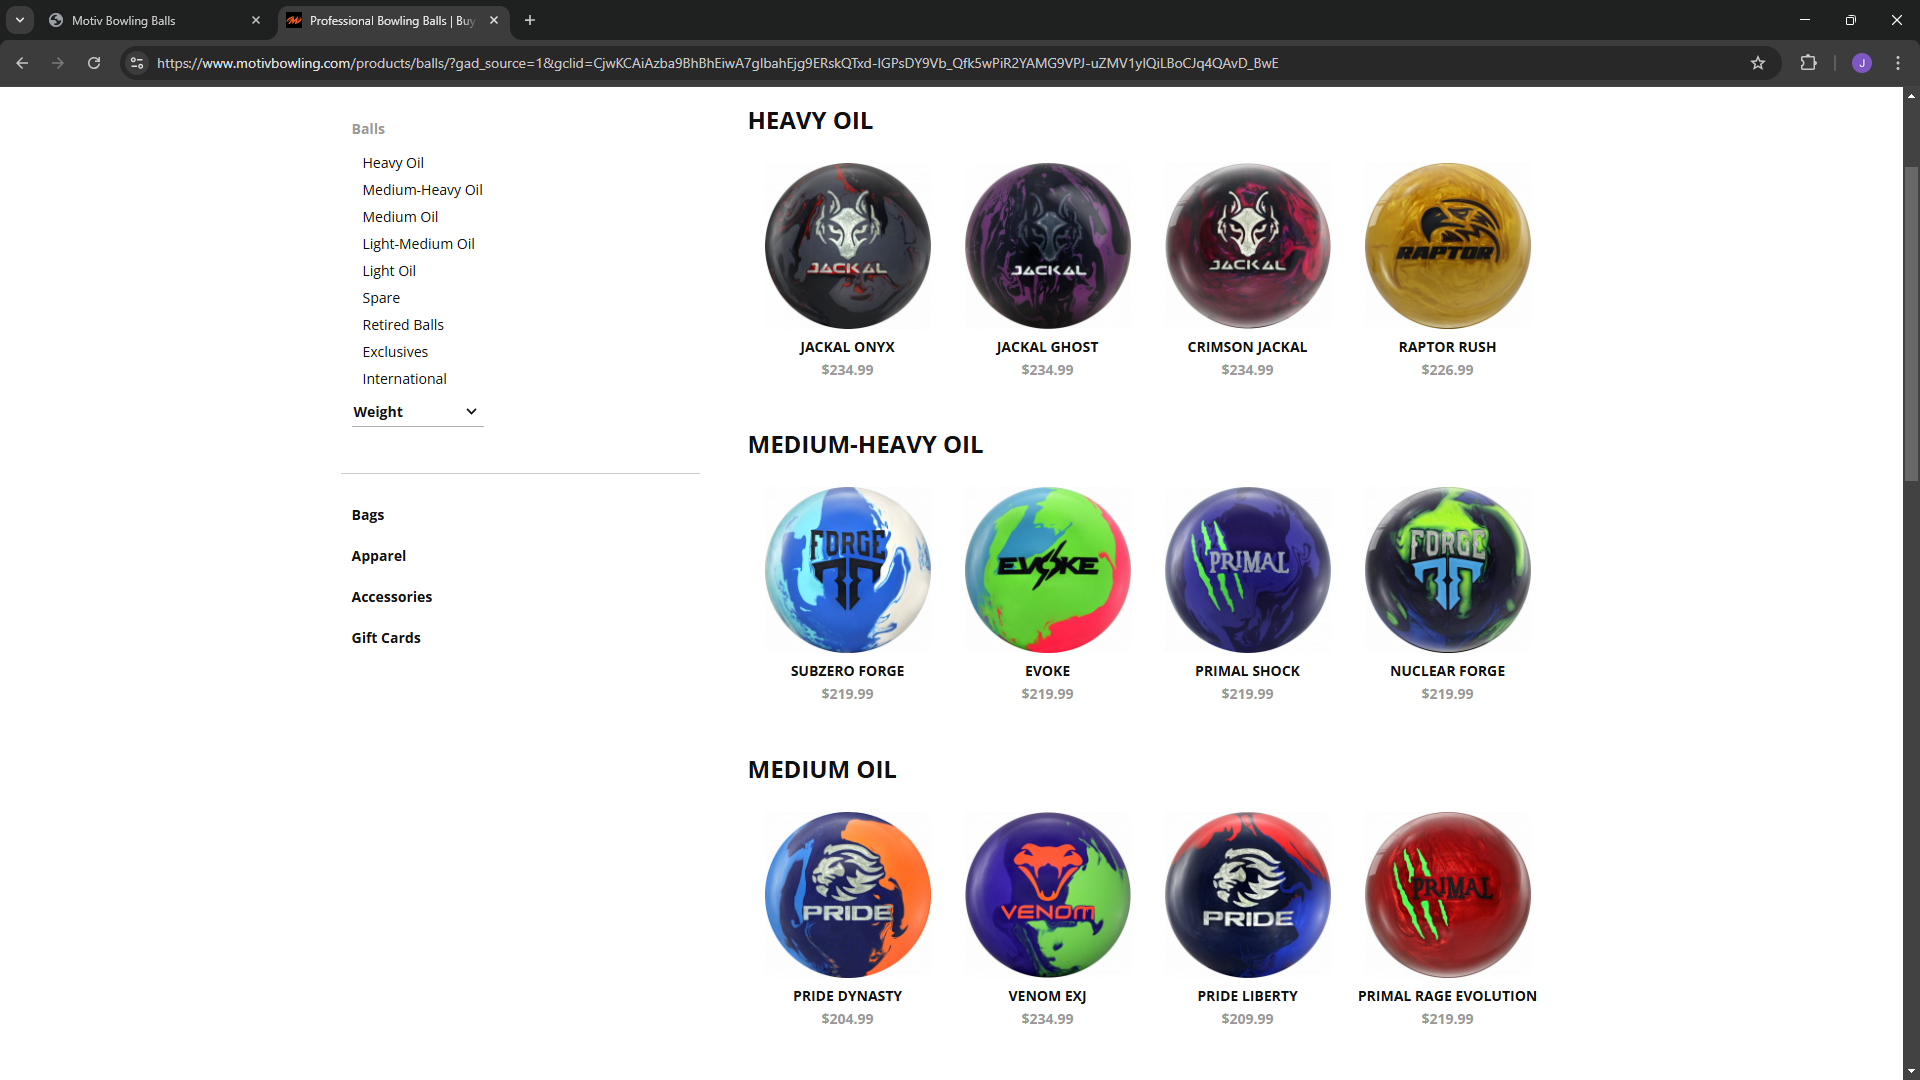 Motiv Bowling Balls
Professional Bowling Balls | Buy
https://www.motivbowling.com/products/balls/?gad_source=1&gclid=CjwKCAiAzba9BhBhEiwA7glbahEjg9ERskQTxd-IGPsDY9Vb_Qfk5wPiR2YAMG9VPJ-uZMV1yIQiLBoCJq4QAvD_BwE
J
Balls
Heavy Oil
Medium-Heavy Oil
Medium Oil
Light-Medium Oil
Light Oil
Spare
Retired Balls
Exclusives
International
Weight
Bags
Apparel
Accessories
Gift Cards
HEAVY OIL
JACKAL
JACKAL
JACKAL
RAPTOR
JACKAL ONYX
JACKAL GHOST
CRIMSON JACKAL
RAPTOR RUSH
$234.99
$234.99
$234.99
$226.99
MEDIUM-HEAVY OIL
FORGE
EVOKE
PRIMAL
FORGE
SUBZERO FORGE
EVOKE
PRIMAL SHOCK
NUCLEAR FORGE
$219.99
$219.99
$219.99
$219.99
MEDIUM OIL
PRIDE
VENOM
PRIDE
PRIMAL
PRIDE DYNASTY
VENOM EXJ
PRIDE LIBERTY
PRIMAL RAGE EVOLUTION
$204.99
$234.99
$209.99
$219.99